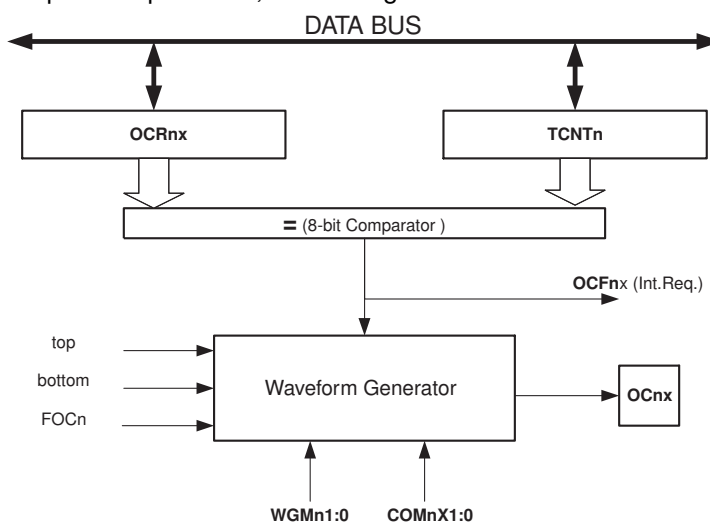 DATA BUS
OCRnx
TCNTn
= (8-bit Comparator )
OCFnx (Int.Req.)
top
bottom
FOCn
Waveform Generator
OCnx
WGMn1:0
COMnX1:0